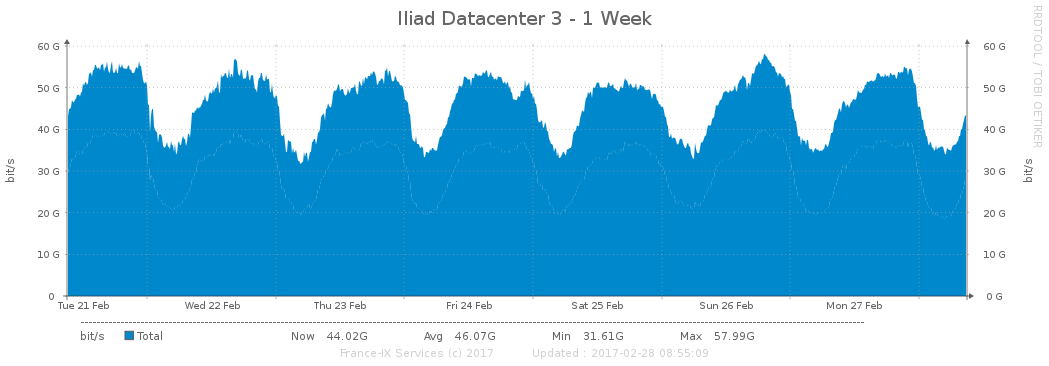 Iliad Datacenter 3 - 1 Week
RRDTOOL / TOBI OETIKER
60 G 60 G
50 G 50 G
40 G 40 G
30 G 30 G
20 G 20 G
10 G 10 G
0 0 G
bit/s bit/s
Tue 21 Feb Wed 22 Feb Thu 23 Feb Fri 24 Feb Sat 25 Feb Sun 26 Feb Mon 27 Feb
bit/s Total Now 44.02G Avg 46.07G Min 31.61G Max 57.99G
France-IX Services (c) 2017 Updated : 2017-02-28 08:55:09